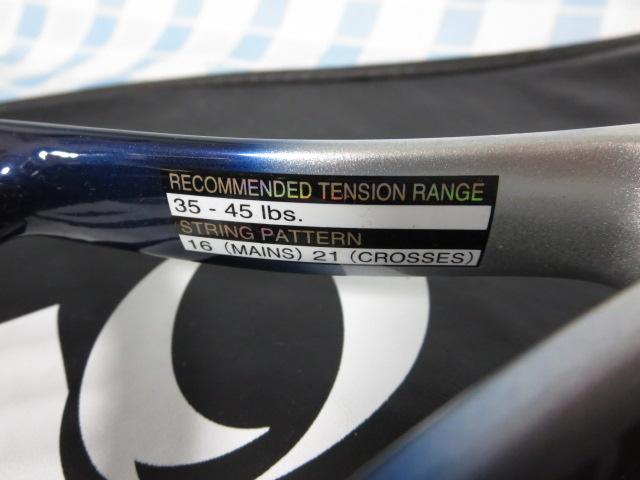 RECOMMENDED TENSION RANGE
35 - 45 lbs.
STRING PATTERN
16 (MAINS) 21 (CROSSES)